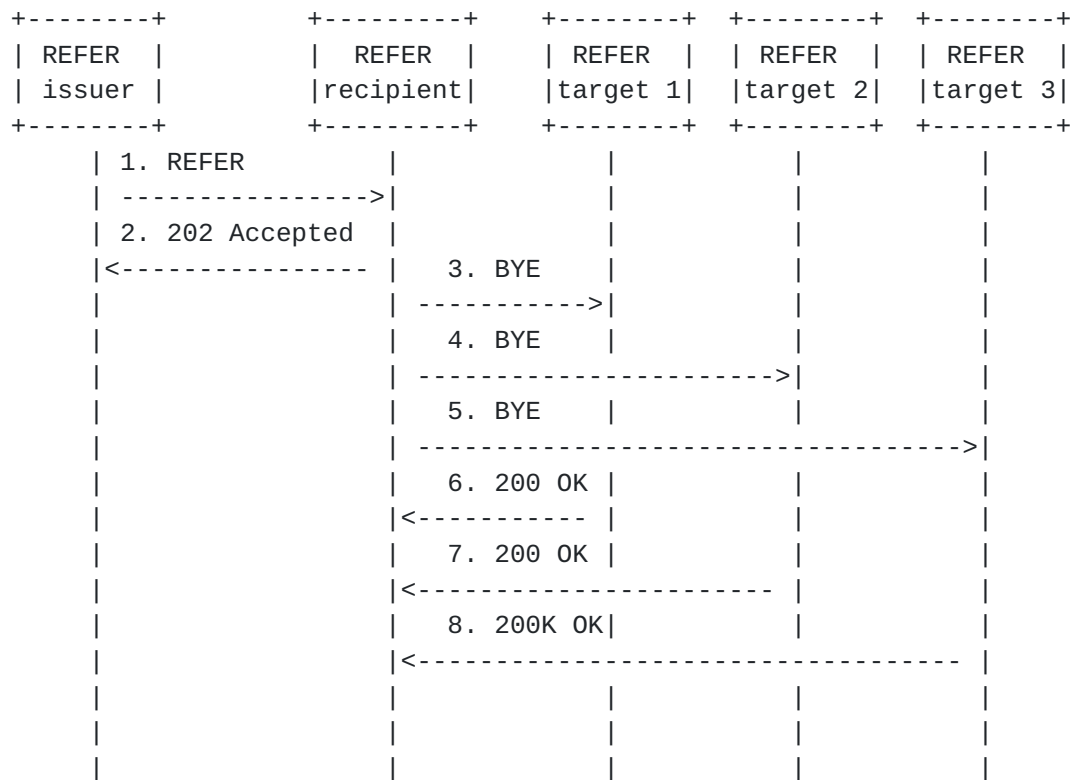 REFER REFER REFER REFER REFER
issuer recipient target 1 target 2 target 3
1. REFER
2. 202 Accepted
3. BYE
4. BYE
5. BYE
6. 200 OK
7. 200 OK
8. 200K OK